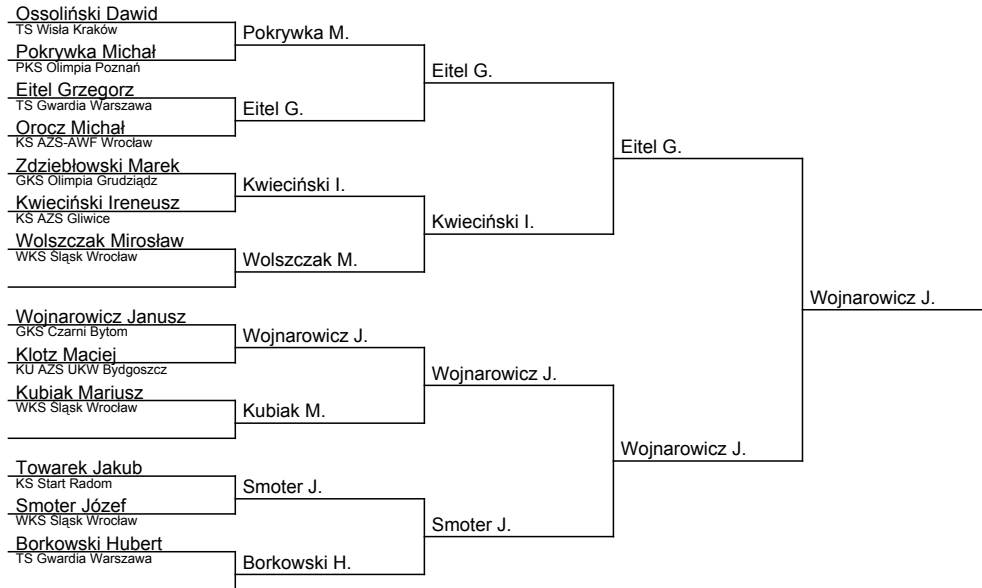 Ossoliński Dawid
TS Wisła Kraków
Pokrywka Michał
PKS Olimpia Poznań
Eitel Grzegorz
TS Gwardia Warszawa
Orocz Michał
KS AZS-AWF Wrocław
Zdziebłowski Marek
GKS Olimpia Grudziądz
Kwieciński Ireneusz
KS AZS Gliwice
Wolszczak Mirosław
WKS Śląsk Wrocław
Wojnarowicz Janusz
GKS Czarni Bytom
Klotz Maciej
KU AZS UKW Bydgoszcz
Kubiak Mariusz
WKS Śląsk Wrocław
Towarek Jakub
KS Start Radom
Smoter Józef
WKS Śląsk Wrocław
Borkowski Hubert
TS Gwardia Warszawa
Pokrywka M.
Eitel G.
Kwieciński I.
Wolszczak M.
Wojnarowicz J.
Kubiak M.
Smoter J.
Borkowski H.
Eitel G.
Kwieciński I.
Wojnarowicz J.
Smoter J.
Eitel G.
Wojnarowicz J.
Wojnarowicz J.